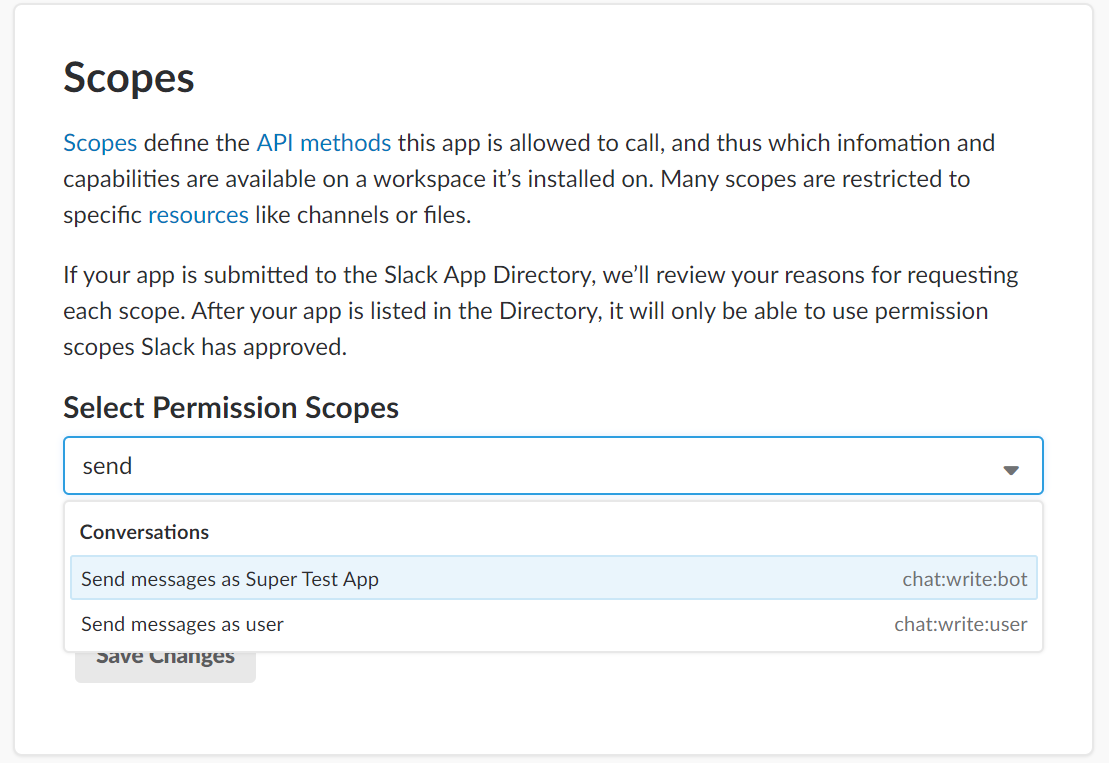 Scopes
Scopes define the API methods this app is allowed to call, and thus which infomation and
capabilities are available on a workspace it’s installed on. Many scopes are restricted to
specific resources like channels or files.
If your app is submitted to the Slack App Directory, we’ll review your reasons for requesting
each scope. After your app is listed in the Directory, it will only be able to use permission
scopes Slack has approved.
Select Permission Scopes
send
Conversations
Send messages as Super Test App chat:write:bot
Send messages as user chat:write:user
Save Changes